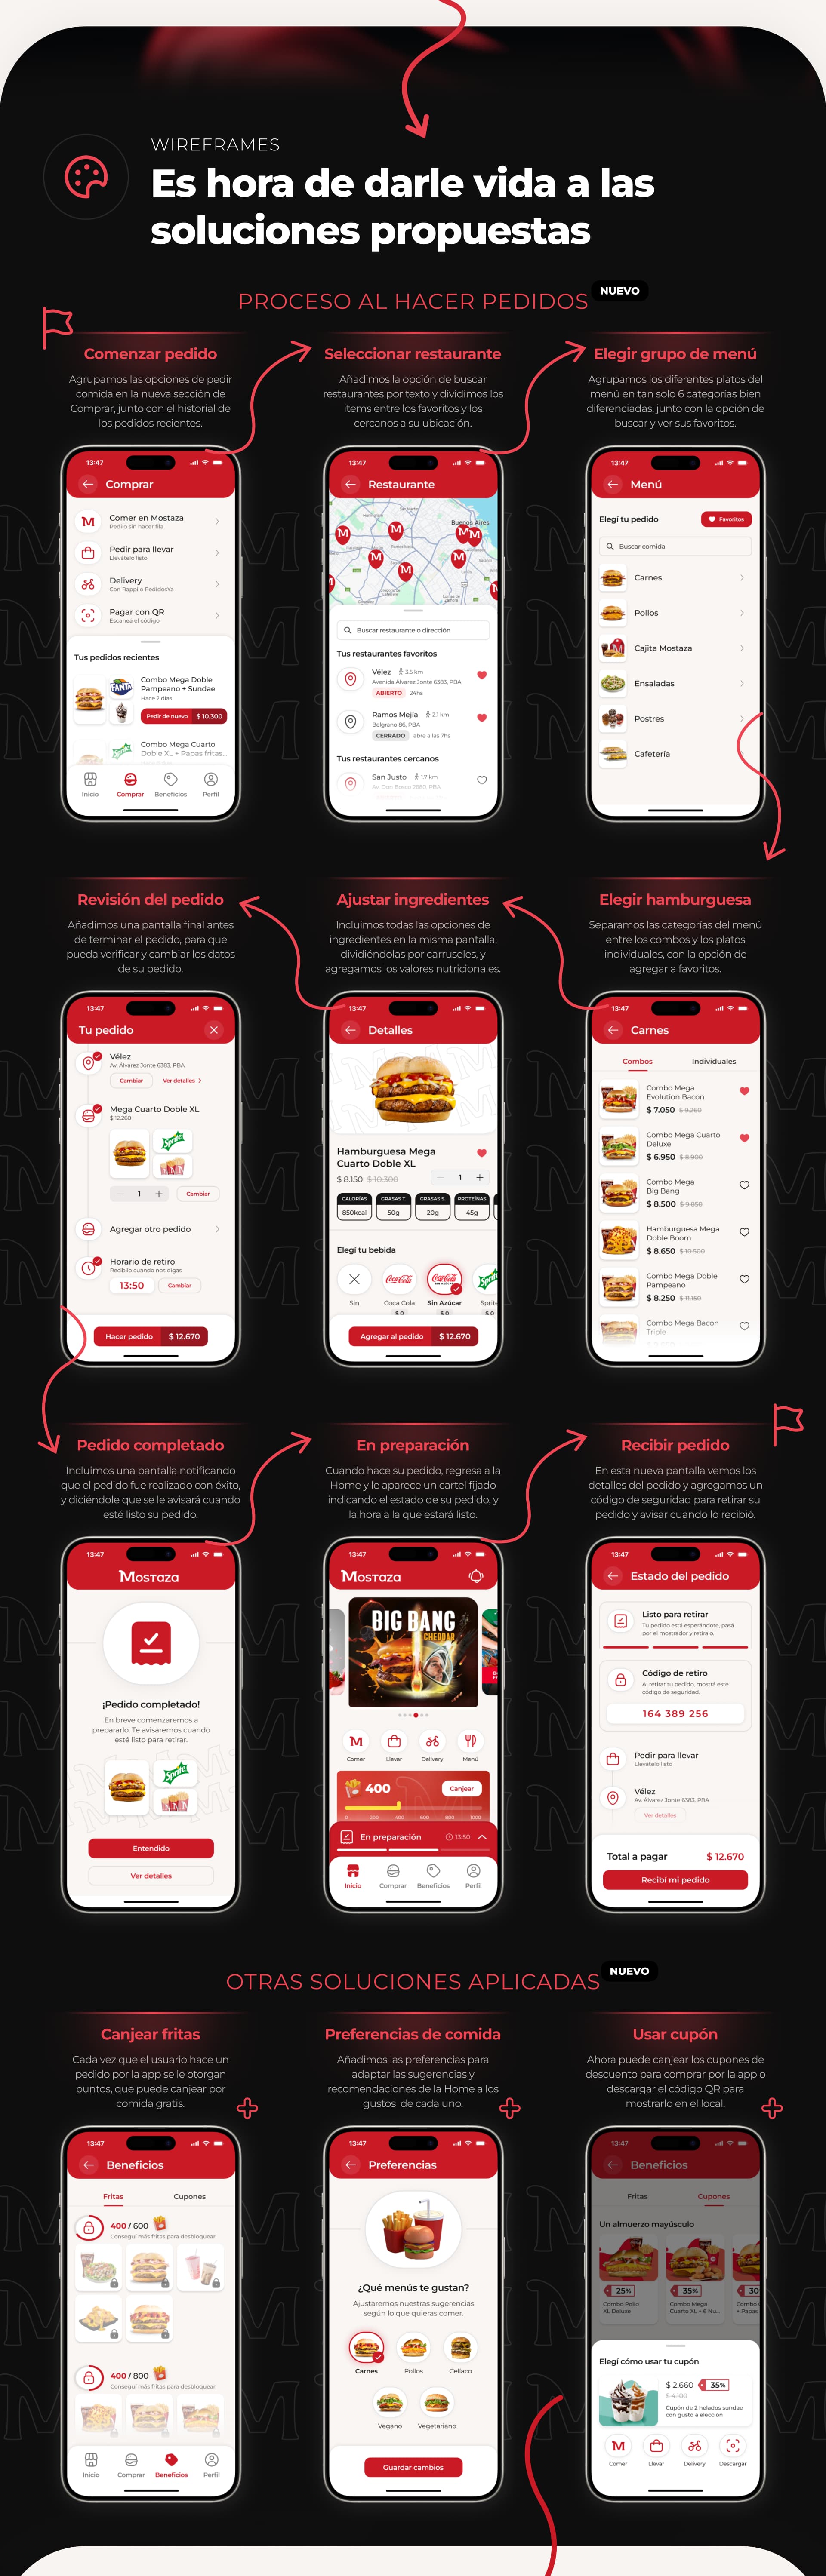 WIREFRAMES
Es hora de darle vida a las
soluciones propuestas
PROCESO AL HACER PEDIDOS
NUEVO
Comenzar pedido
Agrupamos las opciones de pedir
comida en la nueva sección de
Comprar, junto con el historial de
los pedidos recientes.
13:47
Comprar
Comer en Mostaza
Pedilo sin hacer fila
Pedir para llevar
Llevátelo listo
Delivery
Con Rappi o PedidosYa
Pagar con QR
Escaneá el código
Tus pedidos recientes
FANTA
Combo Mega Doble
Pampeano + Sundae
Hace 2 días
Pedir de nuevo $ 10.300
Sprite
Combo Mega Cuarto
Doble XL + Papas fritas...
Inicio Comprar Beneficios Perfil
Seleccionar restaurante
Añadimos la opción de buscar
restaurantes por texto y dividimos los
items entre los favoritos y los
cercanos a su ubicación.
13:47
Restaurante
Buenos Aires
Buscar restaurante o dirección
Tus restaurantes favoritos
Vélez 3.5 km
Avenida Álvarez Jonte 6383, PBA
ABIERTO 24hs
Ramos Mejía 2.1 km
Belgrano 86, PBA
CERRADO abre a las 7hs
Tus restaurantes cercanos
San Justo 1.7 km
Av. Don Bosco 2680, PBA
Elegir grupo de menú
Agrupamos los diferentes platos del
menú en tan solo 6 categorías bien
diferenciadas, junto con la opción de
buscar y ver sus favoritos.
13:47
Menú
Elegí tu pedido
Favoritos
Buscar comida
Carnes
Pollos
Cajita Mostaza
Ensaladas
Postres
Cafetería
Revisión del pedido
Añadimos una pantalla final antes
de terminar el pedido, para que
pueda verificar y cambiar los datos
de su pedido.
13:47
Tu pedido
Vélez
Av. Álvarez Jonte 6383, PBA
Cambiar Ver detalles
Mega Cuarto Doble XL
$ 12.260
Sprite
1
Cambiar
Agregar otro pedido
Horario de retiro
Recibilo cuando nos digas
13:50 Cambiar
Hacer pedido $ 12.670
Ajustar ingredientes
Incluimos todas las opciones de
ingredientes en la misma pantalla,
dividiéndolas por carruseles, y
agregamos los valores nutricionales.
13:47
Detalles
Hamburguesa Mega
Cuarto Doble XL
$ 8.150 $ 10.300
1
CALORÍAS GRASAS T. GRASAS S. PROTEÍNAS
850kcal 50g 20g 45g
Elegí tu bebida
Coca-Cola Coca-Cola Sprite
Sin Coca Cola Sin Azúcar Sprite
$ 0 $ 0 $ 0
Agregar al pedido $ 12.670
Elegir hamburguesa
Separamos las categorías del menú
entre los combos y los platos
individuales, con la opción de
agregar a favoritos.
13:47
Carnes
Combos Individuales
Combo Mega
Evolution Bacon
$ 7.050 $ 9.260
Combo Mega Cuarto
Deluxe
$ 6.950 $ 8.900
Combo Mega
Big Bang
$ 8.500 $ 9.850
Hamburguesa Mega
Doble Boom
$ 8.650 $ 10.500
Combo Mega Doble
Pampeano
$ 8.250 $ 11.150
Combo Mega Bacon
Triple
Pedido completado
Incluimos una pantalla notificando
que el pedido fue realizado con éxito,
y diciéndole que se le avisará cuando
esté listo su pedido.
13:47
Mostaza
¡Pedido completado!
En breve comenzaremos a
prepararlo. Te avisaremos cuando
esté listo para retirar.
Sprite
Entendido
Ver detalles
En preparación
Cuando hace su pedido, regresa a la
Home y le aparece un cartel fijado
indicando el estado de su pedido, y
la hora a la que estará listo.
13:47
Mostaza
BIG BANG
CHEDDAR
Comer Llevar Delivery Menú
400 Canjear
0 200 400 600 800 1000
En preparación 13:50
Inicio Comprar Beneficios Perfil
Recibir pedido
En esta nueva pantalla vemos los
detalles del pedido y agregamos un
código de seguridad para retirar su
pedido y avisar cuando lo recibió.
13:47
Estado del pedido
Listo para retirar
Tu pedido está esperándote, pasá
por el mostrador y retiralo.
Código de retiro
Al retirar tu pedido, mostrá este
código de seguridad.
164 389 256
Pedir para llevar
Llevátelo listo
Vélez
Av. Álvarez Jonte 6383, PBA
Ver detalles
Total a pagar $ 12.670
Recibí mi pedido
OTRAS SOLUCIONES APLICADAS
NUEVO
Canjear fritas
Cada vez que el usuario hace un
pedido por la app se le otorgan
puntos, que puede canjear por
comida gratis.
13:47
Beneficios
Fritas Cupones
400 / 600
Conseguí más fritas para desbloquear
400 / 800
Conseguí más fritas para desbloquear
Inicio Comprar Beneficios Perfil
Preferencias de comida
Añadimos las preferencias para
adaptar las sugerencias y
recomendaciones de la Home a los
gustos de cada uno.
13:47
Preferencias
¿Qué menús te gustan?
Ajustaremos nuestras sugerencias
según lo que quieras comer.
Carnes Pollos Celíaco
Vegano Vegetariano
Guardar cambios
Usar cupón
Ahora puede canjear los cupones de
descuento para comprar por la app o
descargar el código QR para
mostrarlo en el local.
13:47
Beneficios
Fritas Cupones
Un almuerzo mayúsculo
25% 35% 30
Combo Pollo
XL Deluxe
Combo Mega
Cuarto XL + 6 Nu...
Combo
+ Papas
Elegí cómo usar tu cupón
$ 2.660 35%
$ 4.100
Cupón de 2 helados sundae
con gusto a elección
Comer Llevar Delivery Descargar